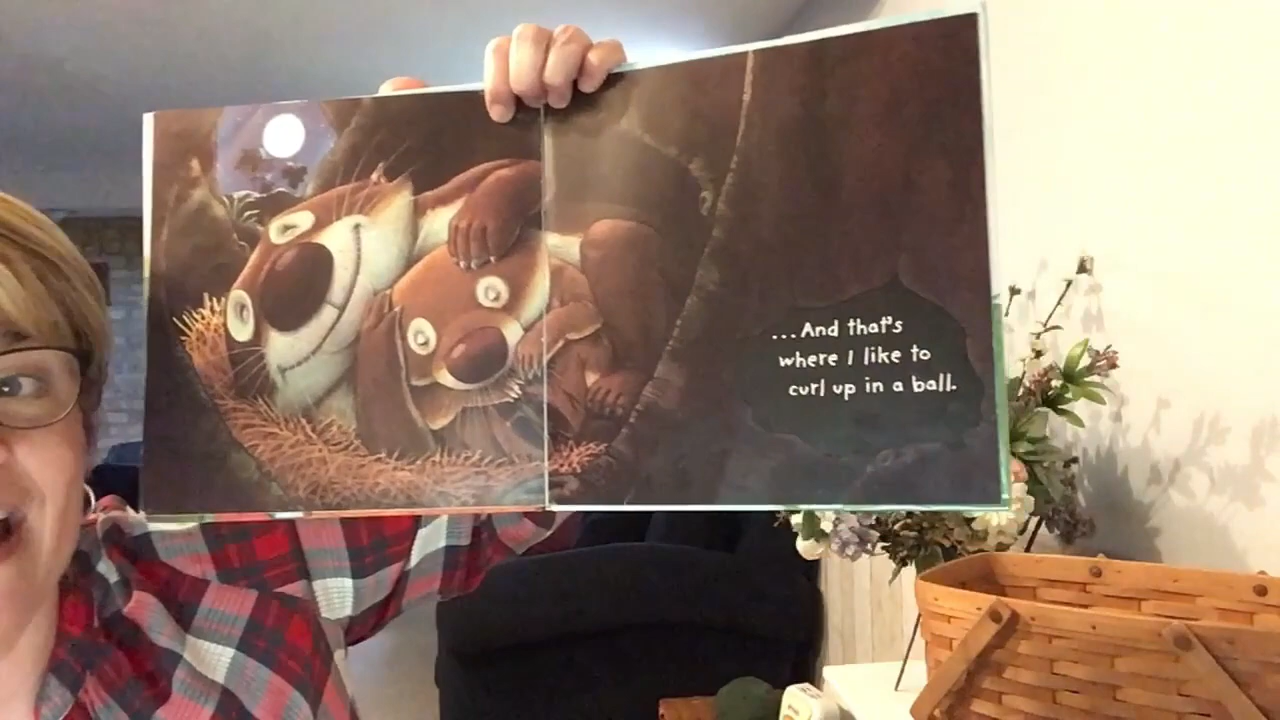 ...And that's
where I like to
curl up in a ball.